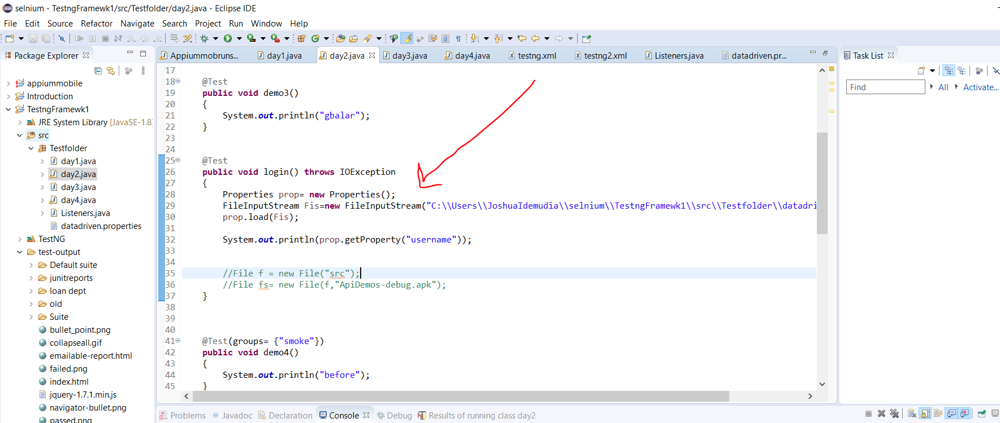 selnium - TestngFramewk1/src/Testfolder/day2.java - Eclipse IDE
File Edit Source Refactor Navigate Search Project Run Window Help
Package Explorer
appiummobile
Introduction
TestngFramewk1
JRE System Library [JavaSE-1.8]
src
Testfolder
day1.java
day2.java
day3.java
day4.java
Listeners.java
datadriven.properties
TestNG
test-output
Default suite
junitreports
loan dept
old
Suite
bullet_point.png
collapseall.gif
emailable-report.html
failed.png
index.html
jquery-1.7.1.min.js
navigator-bullet.png
passed.png
Appiummobruns... day1.java day2.java day3.java day4.java testng.xml testng2.xml Listeners.java datadriven.pr...
17
18 @Test
19 public void demo3()
20 {
21 System.out.println("gbalar");
22 }
23
24
25 @Test
26 public void login() throws IOException
27 {
28 Properties prop= new Properties();
29 FileInputStream Fis=new FileInputStream("C:\\Users\\JoshuaIdemudia\\selnium\\TestngFramewk1\\src\\Testfolder\\datadri
30 prop.load(Fis);
31
32 System.out.println(prop.getProperty("username"));
33
34
35 //File f = new File("src");
36 //File fs= new File(f,"ApiDemos-debug.apk");
37 }
38
39
40
41 @Test(groups= {"smoke"})
42 public void demo4()
43 {
44 System.out.println("before");
45 }
Task List
Find All Activate...
Problems @ Javadoc Declaration Console Debug Results of running class day2